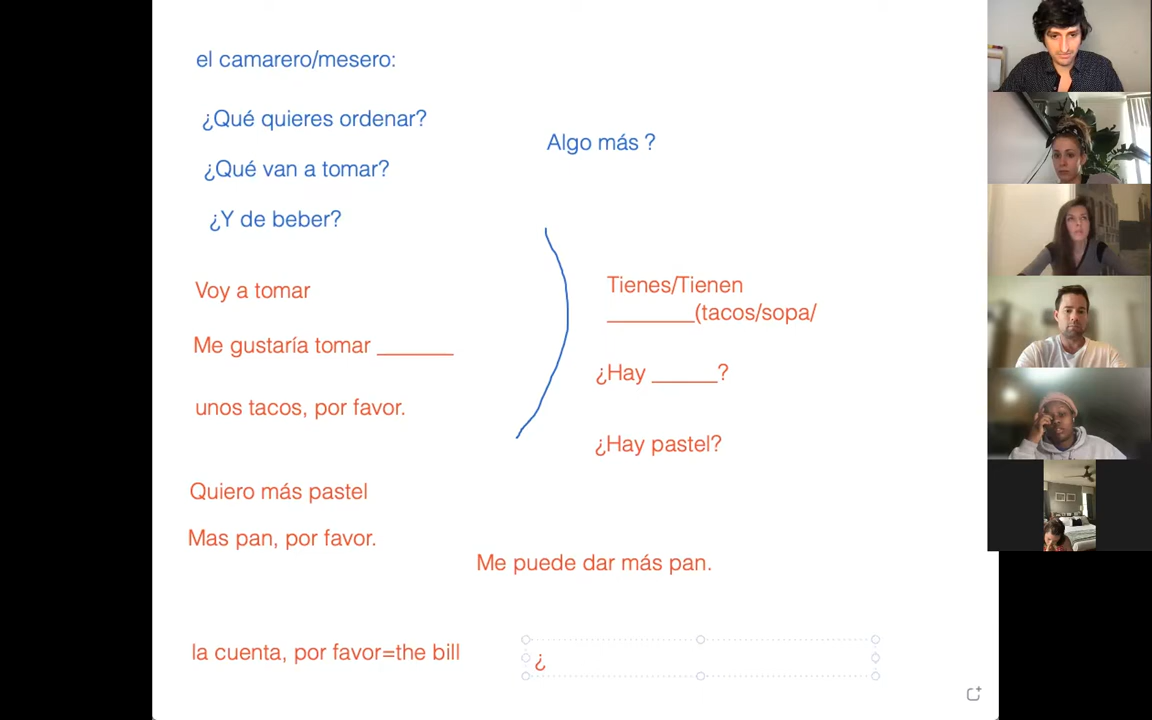 el camarero/mesero:
¿Qué quieres ordenar?
¿Qué van a tomar?
¿Y de beber?
Algo más ?
Voy a tomar
Me gustaría tomar _______
unos tacos, por favor.
Tienes/Tienen
________(tacos/sopa/
¿Hay ______?
¿Hay pastel?
Quiero más pastel
Mas pan, por favor.
Me puede dar más pan.
la cuenta, por favor=the bill
¿